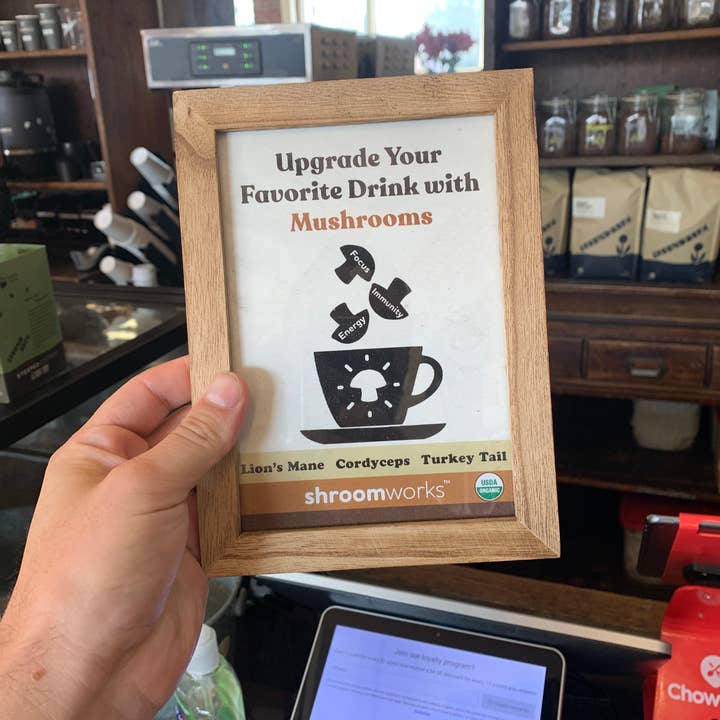 Upgrade Your
Favorite Drink with
Mushrooms
Focus
Immunity
Energy
Lion's Mane Cordyceps Turkey Tail
shroomworks™
USDA
ORGANIC
Join our loyalty program?
Chow